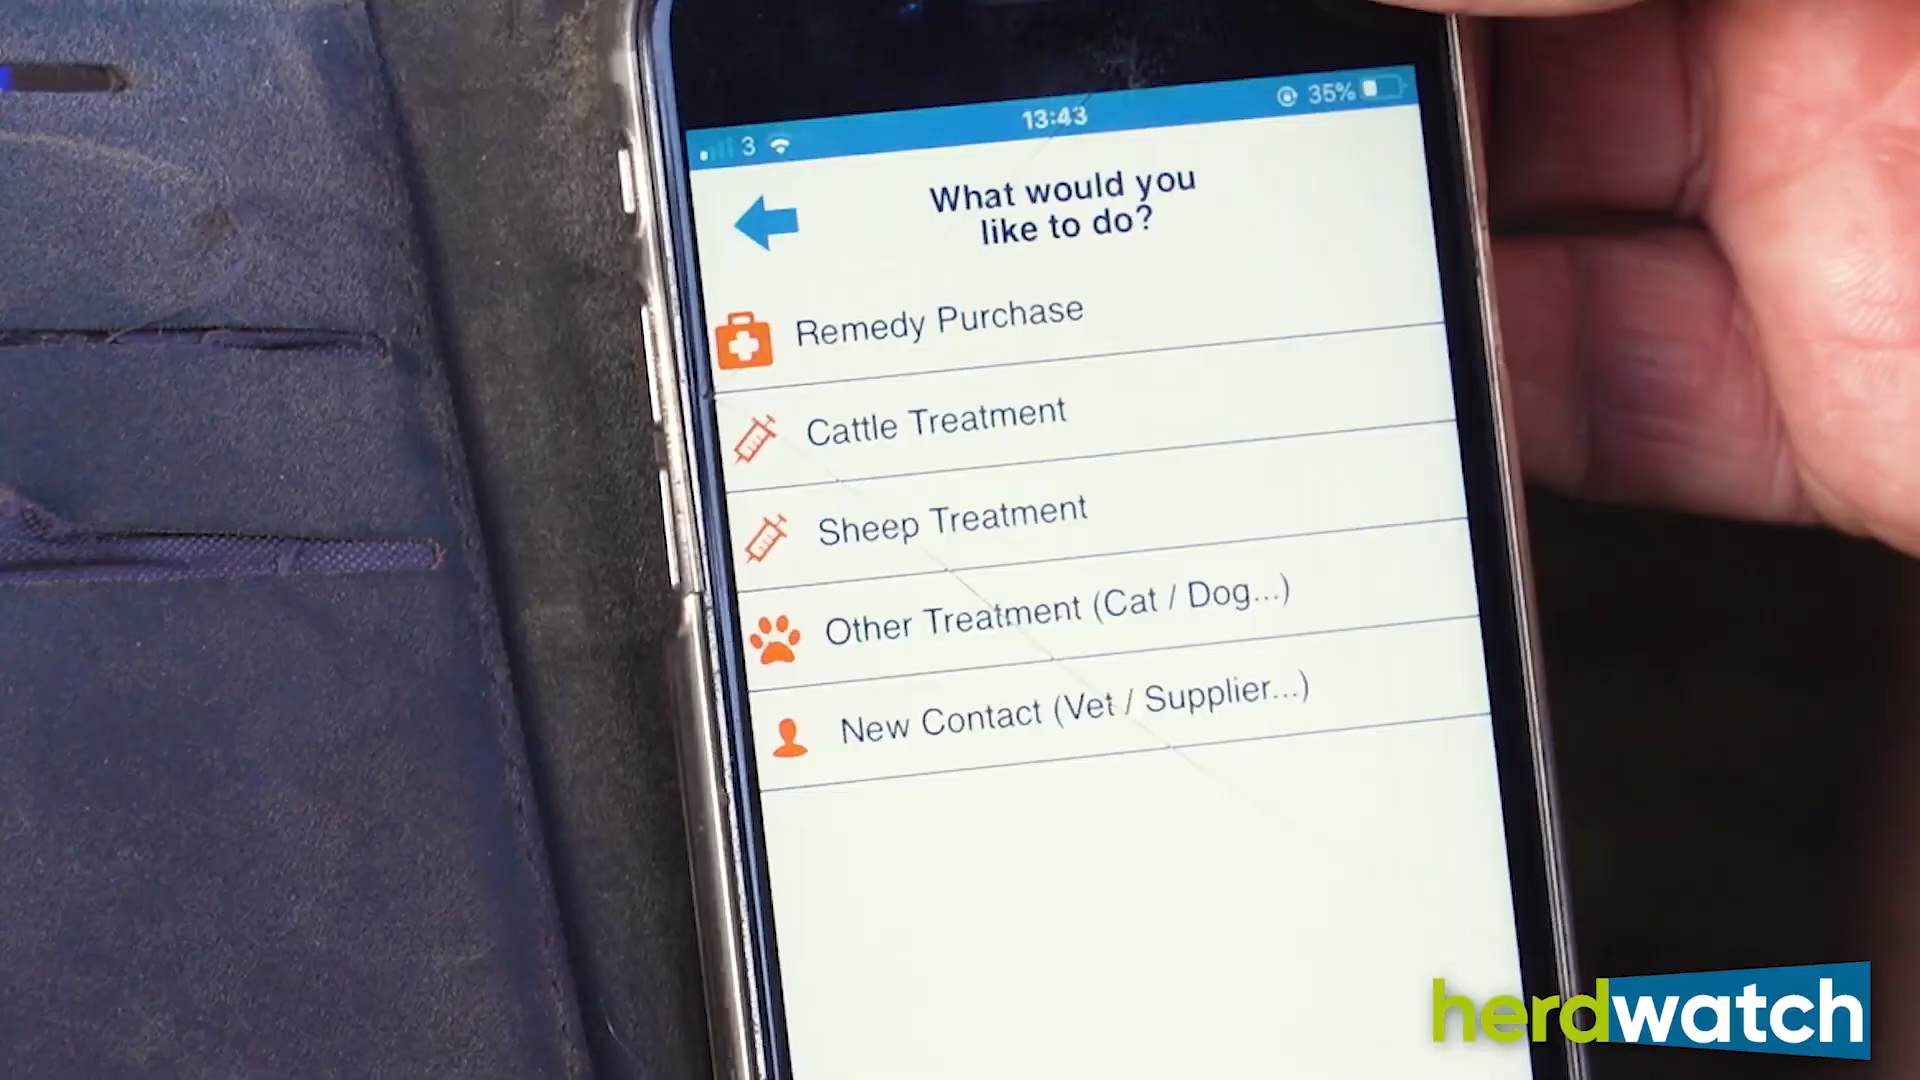 3
13:43
35%
What would you
like to do?
Remedy Purchase
Cattle Treatment
Sheep Treatment
Other Treatment (Cat / Dog...)
New Contact (Vet / Supplier...)
herdwatch